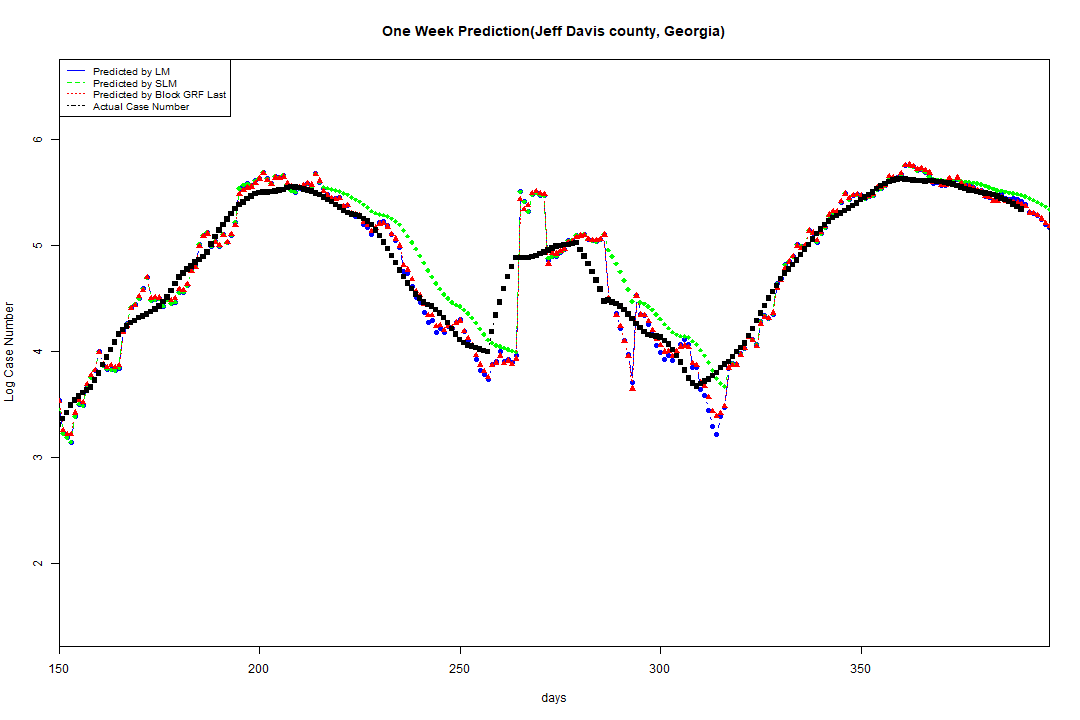 One Week Prediction(Jeff Davis county, Georgia)
Predicted by LM
Predicted by SLM
Predicted by Block GRF Last
Actual Case Number
6
5
4
3
2
Log Case Number
150 200 250 300 350
days